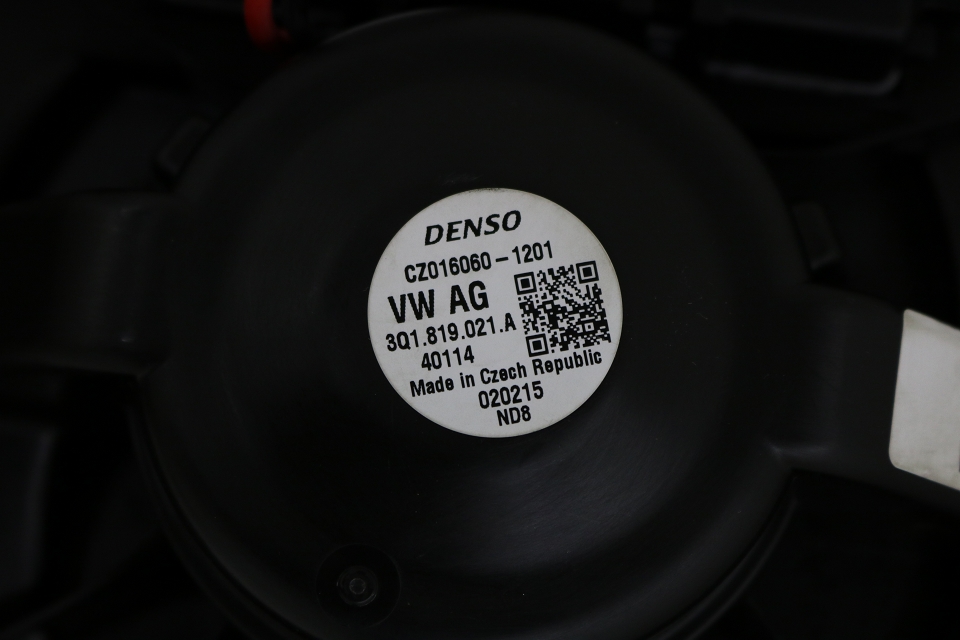 DENSO
CZ016060-1201
VW AG
3Q1.819.021.A
40114
Made in Czech Republic
020215
ND8